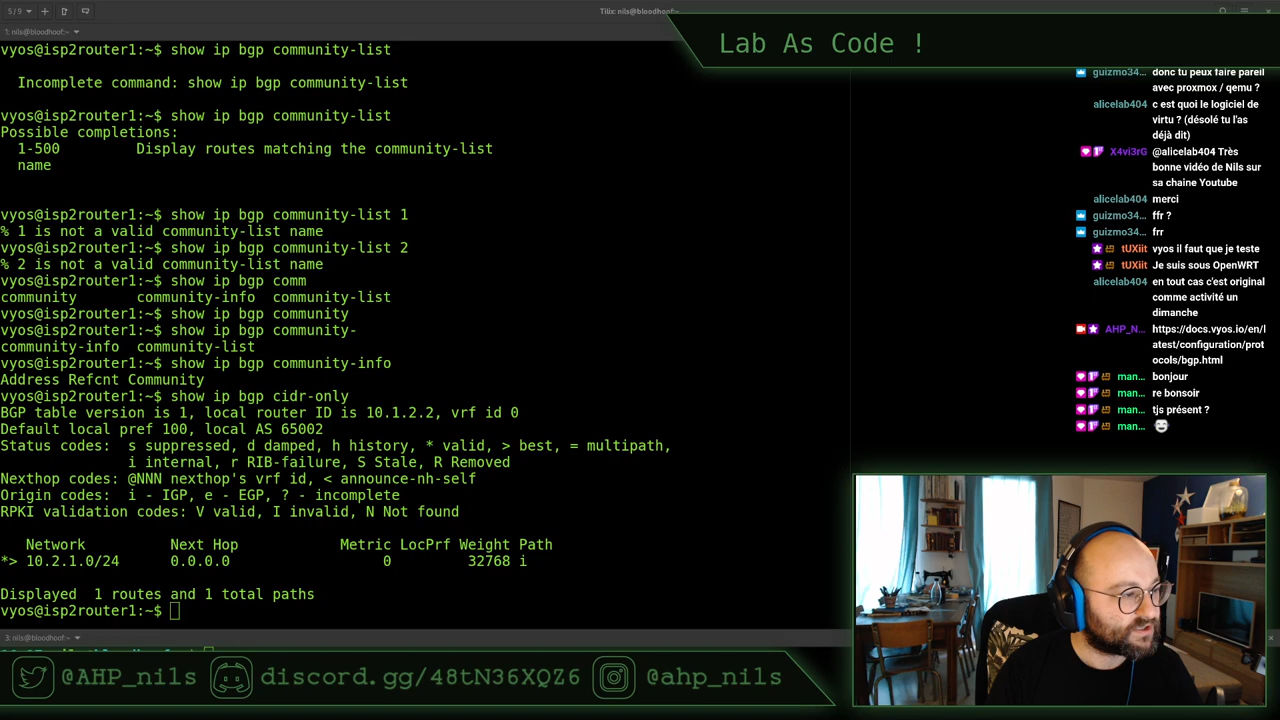 5 / 9
Tilix: nils@bloodhoof:~
1: nils@bloodhoof:~
Lab As Code !
vyos@isp2router1:~$ show ip bgp community-list
Incomplete command: show ip bgp community-list
vyos@isp2router1:~$ show ip bgp community-list
Possible completions:
1-500 Display routes matching the community-list
name
vyos@isp2router1:~$ show ip bgp community-list 1
% 1 is not a valid community-list name
vyos@isp2router1:~$ show ip bgp community-list 2
% 2 is not a valid community-list name
vyos@isp2router1:~$ show ip bgp comm
community community-info community-list
vyos@isp2router1:~$ show ip bgp community
vyos@isp2router1:~$ show ip bgp community-
community-info community-list
vyos@isp2router1:~$ show ip bgp community-info
Address Refcnt Community
vyos@isp2router1:~$ show ip bgp cidr-only
BGP table version is 1, local router ID is 10.1.2.2, vrf id 0
Default local pref 100, local AS 65002
Status codes: s suppressed, d damped, h history, * valid, > best, = multipath,
i internal, r RIB-failure, S Stale, R Removed
Nexthop codes: @NNN nexthop's vrf id, < announce-nh-self
Origin codes: i - IGP, e - EGP, ? - incomplete
RPKI validation codes: V valid, I invalid, N Not found
Network Next Hop Metric LocPrf Weight Path
*> 10.2.1.0/24 0.0.0.0 0 32768 i
Displayed 1 routes and 1 total paths
vyos@isp2router1:~$
3: nils@bloodhoof:~
guizmo34... donc tu peux faire pareil
avec proxmox / qemu ?
alicelab404 c est quoi le logiciel de
virtu ? (désolé tu l'as
déjà dit)
X4vi3rG @alicelab404 Très
bonne vidéo de Nils sur
sa chaine Youtube
alicelab404 merci
guizmo34... ffr ?
guizmo34... frr
tUXiit vyos il faut que je teste
tUXiit Je suis sous OpenWRT
alicelab404 en tout cas c'est original
comme activité un
dimanche
AHP_N... https://docs.vyos.io/en/l
atest/configuration/prot
ocols/bgp.html
man... bonjour
man... re bonsoir
man... tjs présent ?
man...
@AHP_nils discord.gg/48tN36XQZ6 @ahp_nils